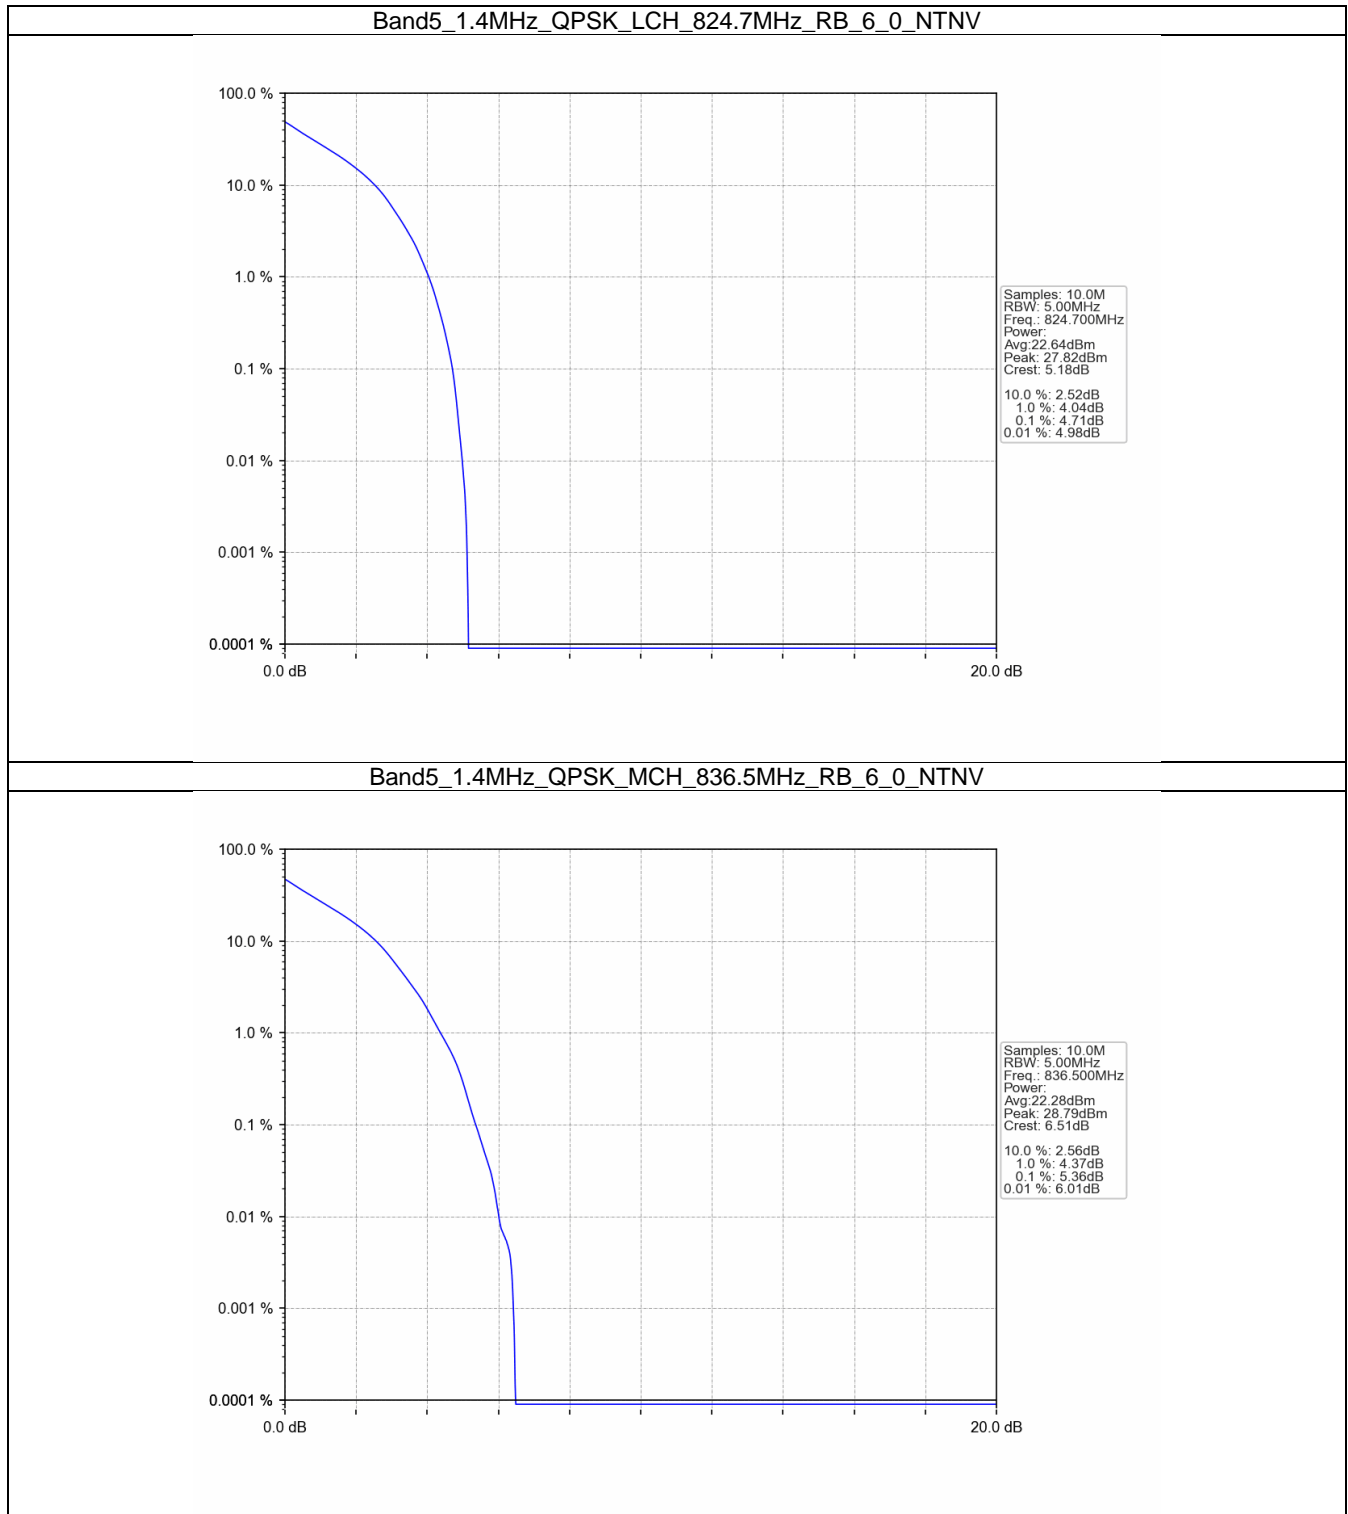 Band5_1.4MHz_QPSK_LCH_824.7MHz_RB_6_0_NTNV
100.0 %
10.0 %
1.0 %
0.1 %
0.01 %
0.001 %
0.0001 %
0.0 dB
20.0 dB
Samples: 10.0M
RBW: 5.00MHz
Freq.: 824.700MHz
Power:
Avg:22.64dBm
Peak: 27.82dBm
Crest: 5.18dB
10.0 %: 2.52dB
1.0 %: 4.04dB
0.1 %: 4.71dB
0.01 %: 4.98dB
Band5_1.4MHz_QPSK_MCH_836.5MHz_RB_6_0_NTNV
100.0 %
10.0 %
1.0 %
0.1 %
0.01 %
0.001 %
0.0001 %
0.0 dB
20.0 dB
Samples: 10.0M
RBW: 5.00MHz
Freq.: 836.500MHz
Power:
Avg:22.28dBm
Peak: 28.79dBm
Crest: 6.51dB
10.0 %: 2.56dB
1.0 %: 4.37dB
0.1 %: 5.36dB
0.01 %: 6.01dB